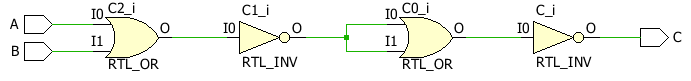 C2_i
C1_i
C0_i
C_i
A
I0
O
I0
O
I0
O
I0
O
C
B
I1
I1
RTL_OR
RTL_INV
RTL_OR
RTL_INV